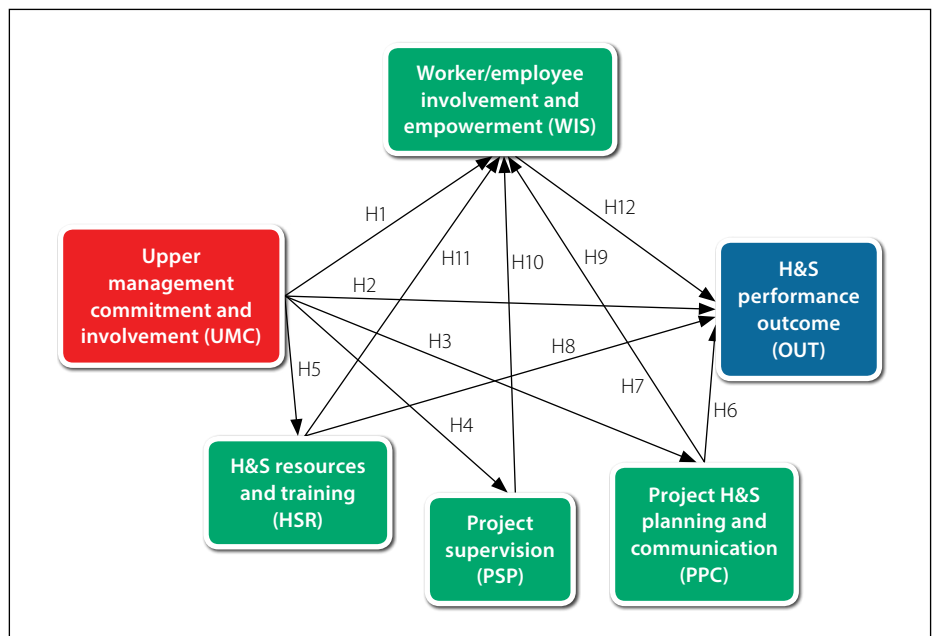 Worker/employee
involvement and
empowerment (WIS)
H1
H12
H11
H10
H9
Upper
management
commitment and
involvement (UMC)
H2
H&S
performance
outcome
(OUT)
H3
H8
H5
H7
H6
H4
H&S resources
and training
(HSR)
Project
supervision
(PSP)
Project H&S
planning and
communication
(PPC)